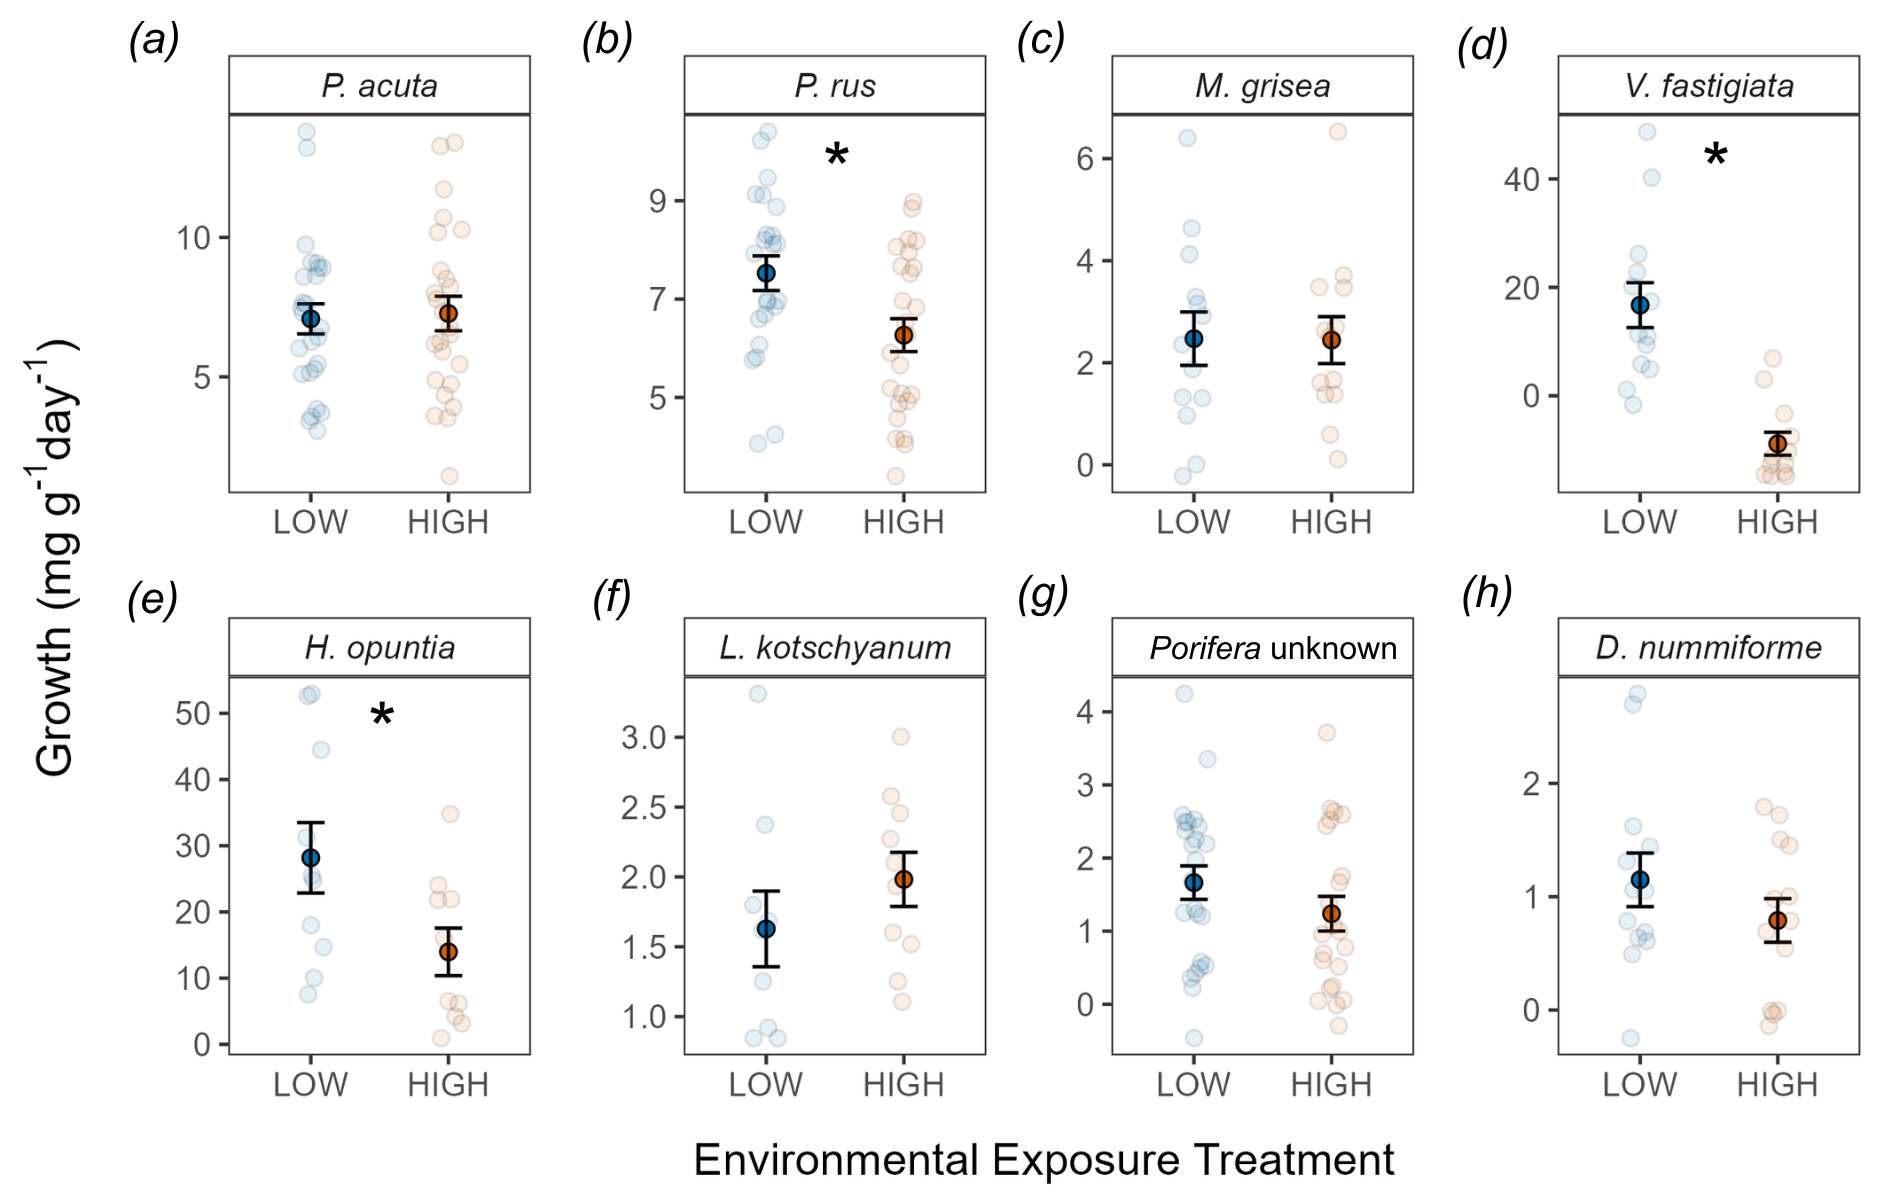 (a) (b) (c) (d)
P. acuta P. rus M. grisea V. fastigiata
* *
10 5
9 7 5
6 4 2 0
40 20 0
LOW HIGH LOW HIGH LOW HIGH LOW HIGH
Growth (mg g-1 day-1)
(e) (f) (g) (h)
H. opuntia L. kotschyanum Porifera unknown D. nummiforme
*
50 40 30 20 10 0
3.0 2.5 2.0 1.5 1.0
4 3 2 1 0
2 1 0
LOW HIGH LOW HIGH LOW HIGH LOW HIGH
Environmental Exposure Treatment